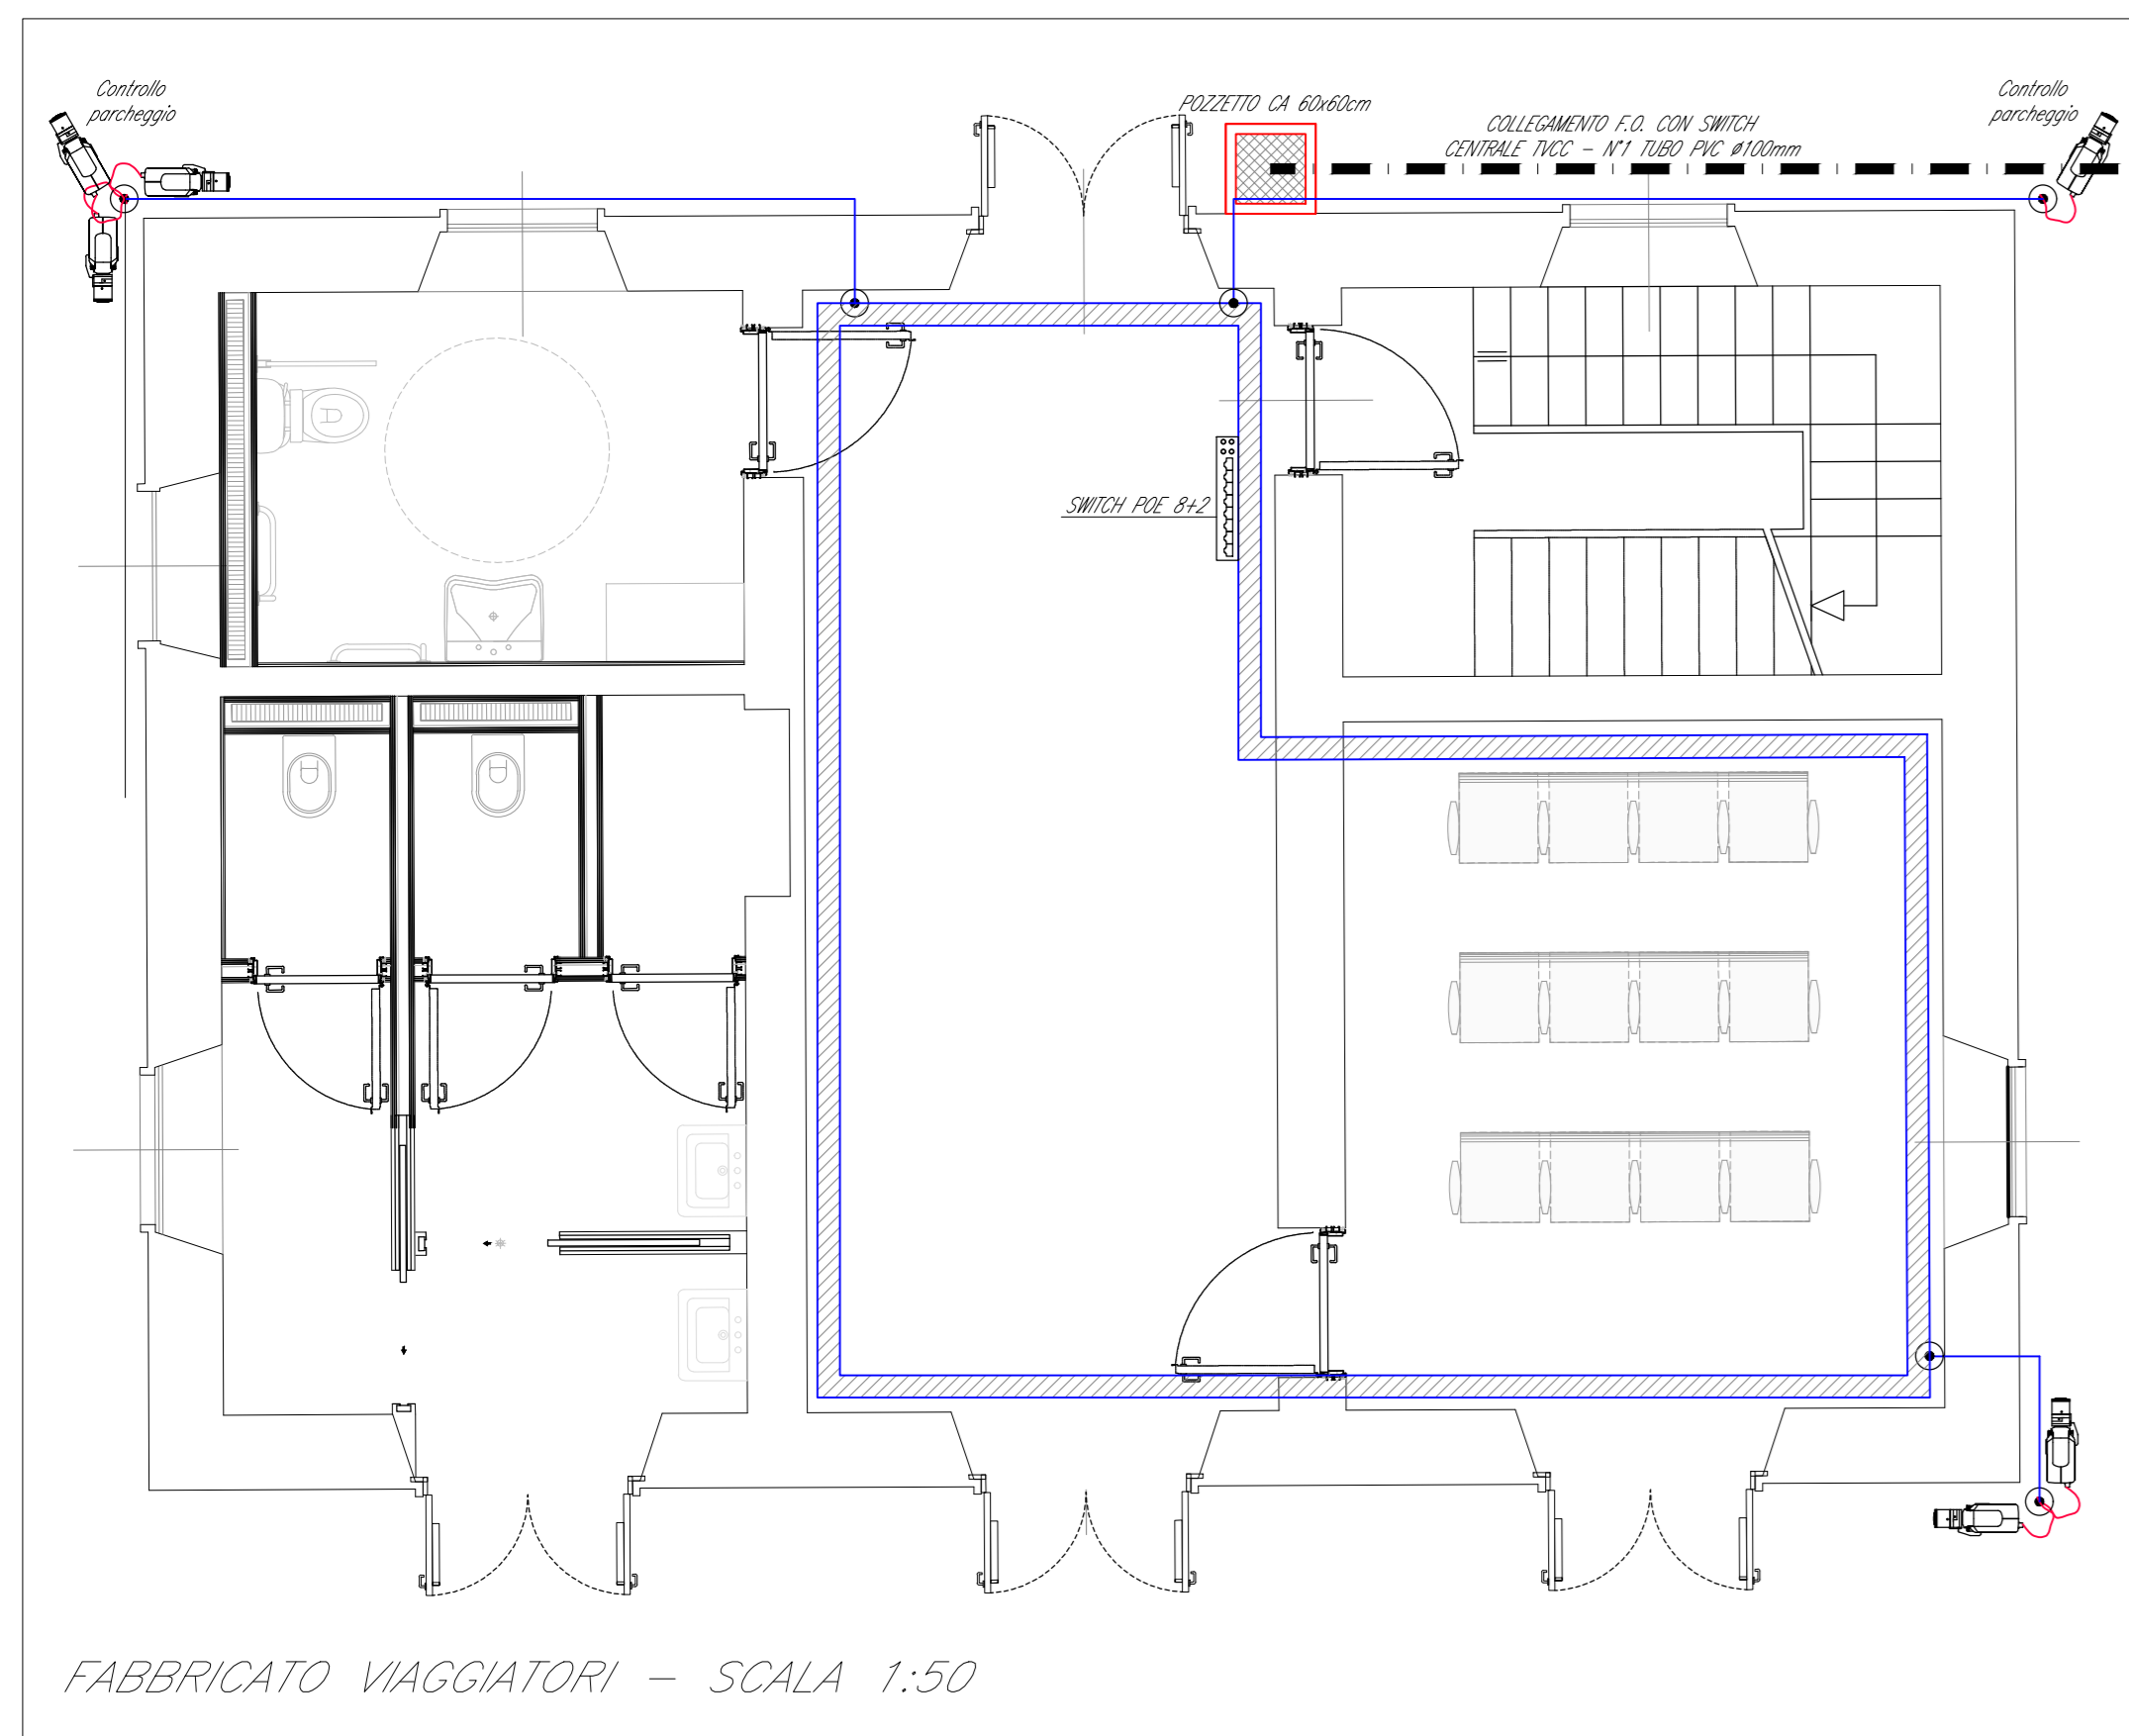 Controllo
parcheggio
POZZETTO CA 60x60cm
COLLEGAMENTO F.O. CON SWITCH
CENTRALE TVCC - N°1 TUBO PVC ø100mm
Controllo
parcheggio
SWITCH POE 8+2
FABBRICATO VIAGGIATORI - SCALA 1:50